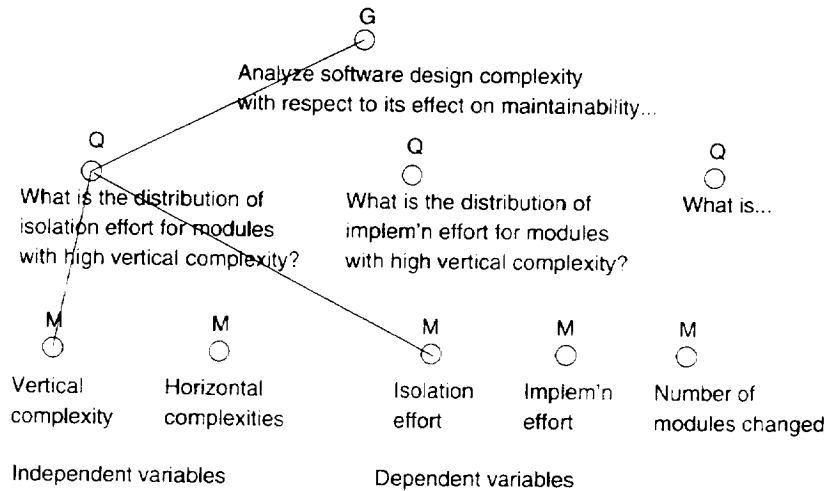 G
Analyze software design complexity
with respect to its effect on maintainability...
Q
Q
Q
What is the distribution of
isolation effort for modules
with high vertical complexity?
What is the distribution of
implem'n effort for modules
with high vertical complexity?
What is...
M
M
M
M
M
Vertical
complexity
Horizontal
complexities
Isolation
effort
Implem'n
effort
Number of
modules changed
Independent variables
Dependent variables